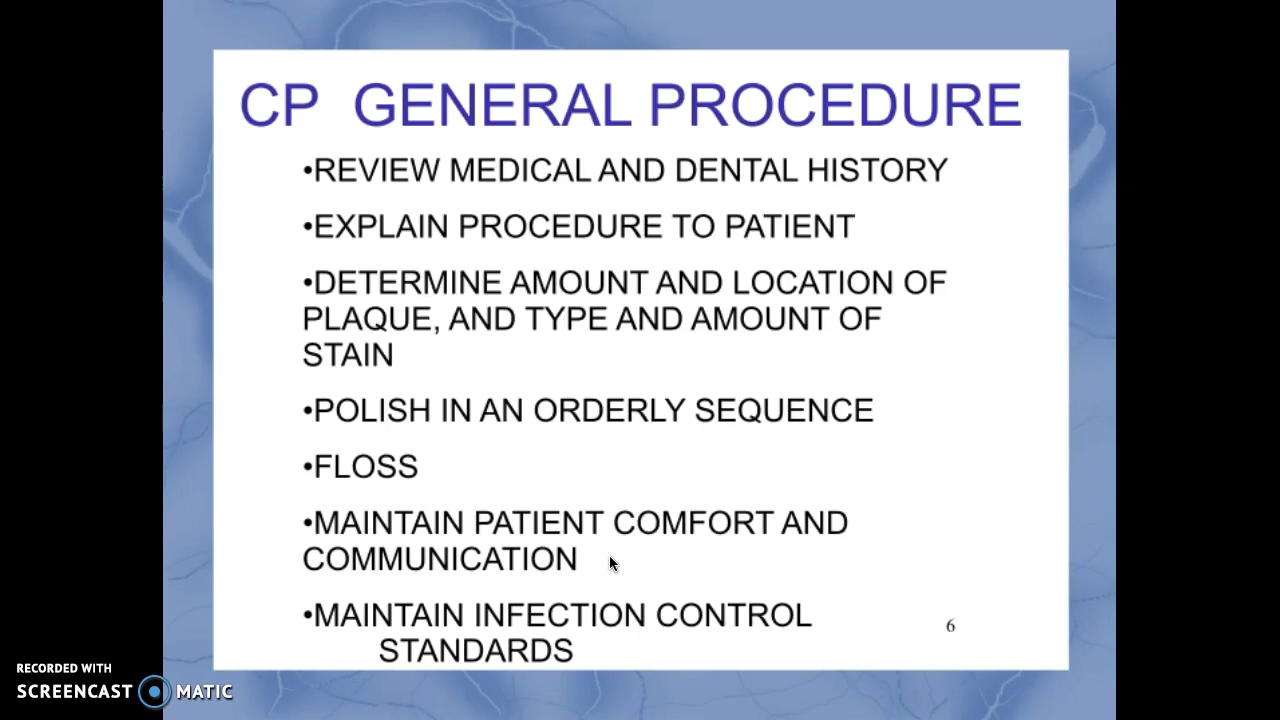 CP GENERAL PROCEDURE
•REVIEW MEDICAL AND DENTAL HISTORY
•EXPLAIN PROCEDURE TO PATIENT
•DETERMINE AMOUNT AND LOCATION OF
PLAQUE, AND TYPE AND AMOUNT OF
STAIN
•POLISH IN AN ORDERLY SEQUENCE
•FLOSS
•MAINTAIN PATIENT COMFORT AND
COMMUNICATION
•MAINTAIN INFECTION CONTROL
STANDARDS
6
RECORDED WITH
SCREENCAST MATIC